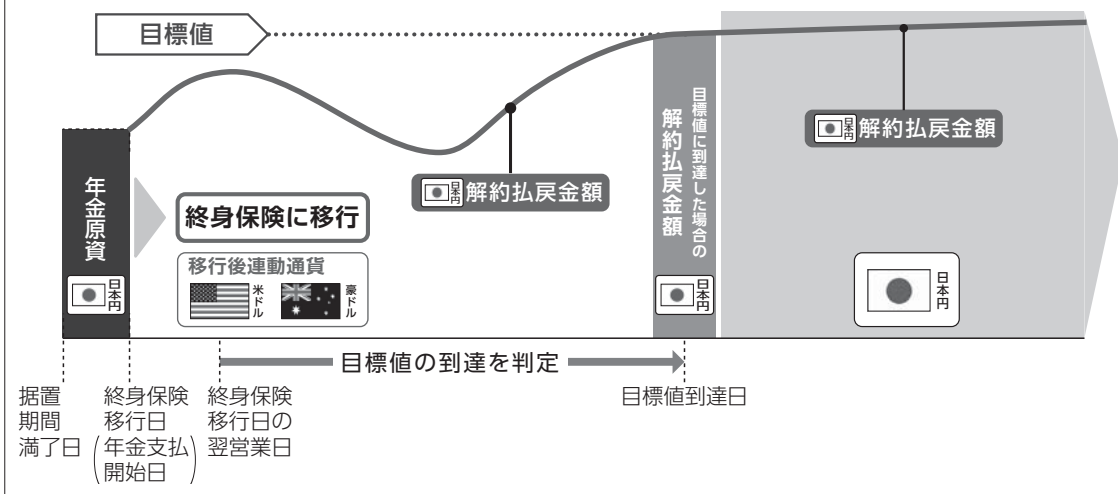 目標値
年金原資
日本円
終身保険に移行
移行後連動通貨
米ドル
豪ドル
日本円
解約払戻金額
目標値に到達した場合の
解約払戻金額
日本円
日本円
解約払戻金額
日本円
目標値の到達を判定
据置
期間
満了日
終身保険
移行日
(年金支払
開始日)
終身保険
移行日の
翌営業日
目標値到達日